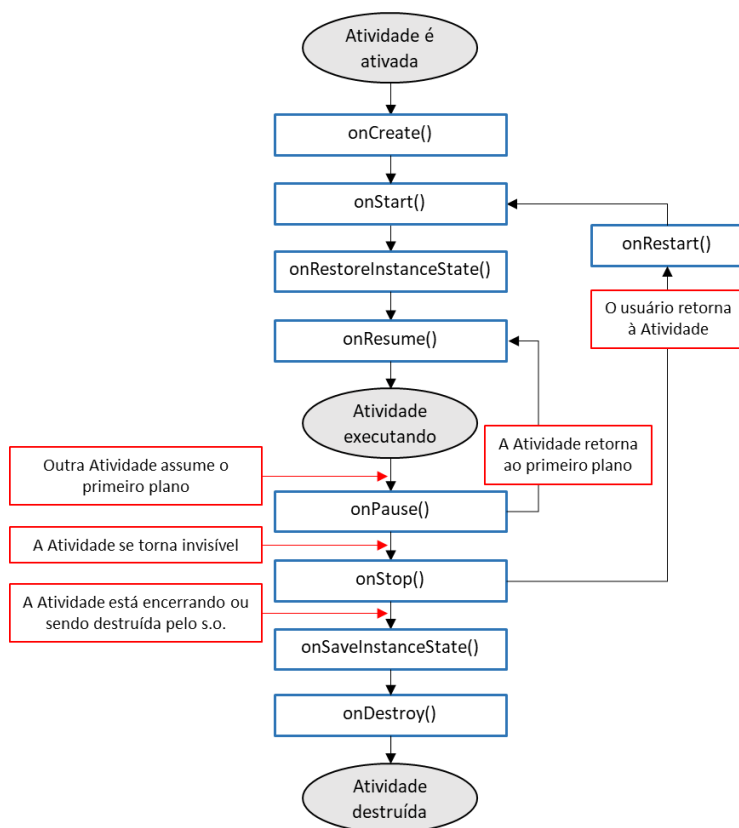 Atividade é
ativada
onCreate()
onStart()
onRestart()
onRestoreInstanceState()
O usuário retorna
à Atividade
onResume()
Atividade
executando
A Atividade retorna
ao primeiro plano
Outra Atividade assume o
primeiro plano
onPause()
A Atividade se torna invisível
onStop()
A Atividade está encerrando ou
sendo destruída pelo s.o.
onSaveInstanceState()
onDestroy()
Atividade
destruída